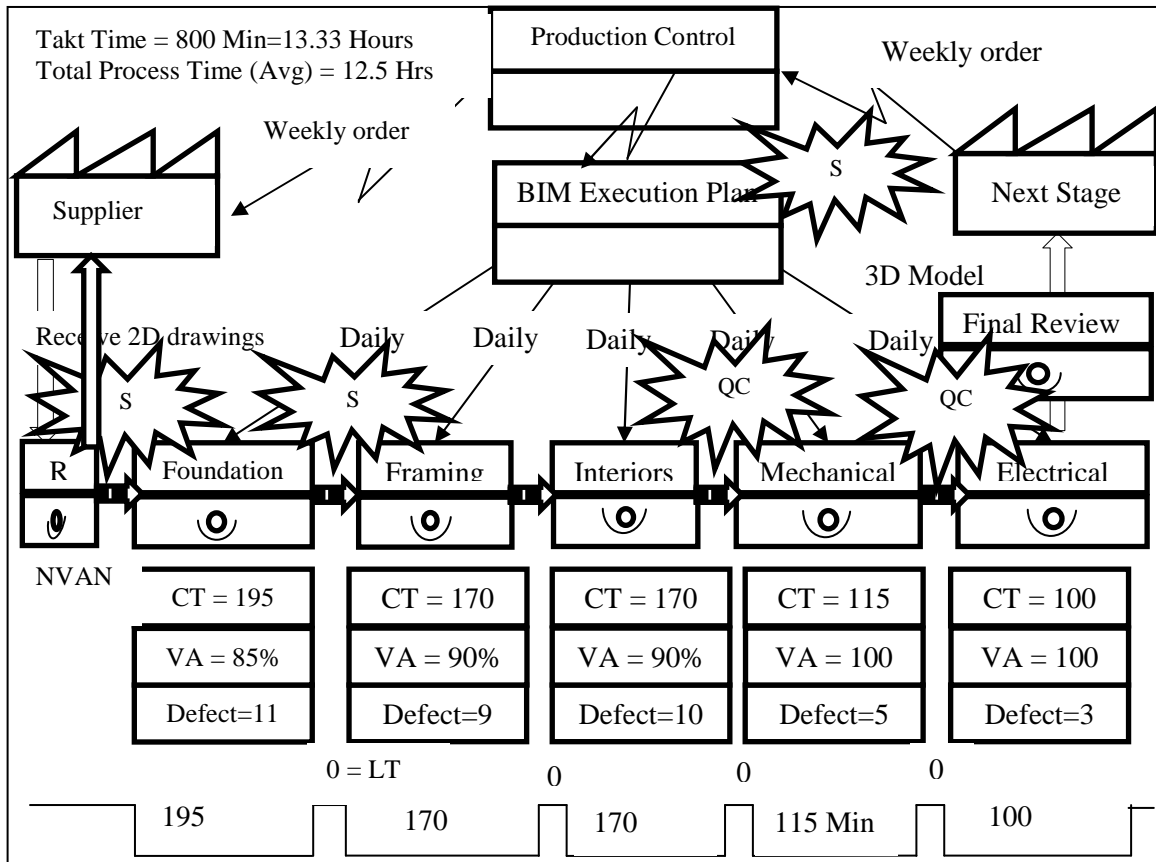 Takt Time = 800 Min=13.33 Hours
Total Process Time (Avg) = 12.5 Hrs
Production Control
Weekly order
Weekly order
S
Supplier
BIM Execution Plan
Next Stage
3D Model
Receive 2D drawings
Daily
Daily
Daily
Daily
Daily
Final Review
S
S
QC
QC
R
Foundation
Framing
Interiors
Mechanical
Electrical
I
I
I
I
I
NVAN
CT = 195
CT = 170
CT = 170
CT = 115
CT = 100
VA = 85%
VA = 90%
VA = 90%
VA = 100
VA = 100
Defect=11
Defect=9
Defect=10
Defect=5
Defect=3
0 = LT
0
0
0
195
170
170
115 Min
100